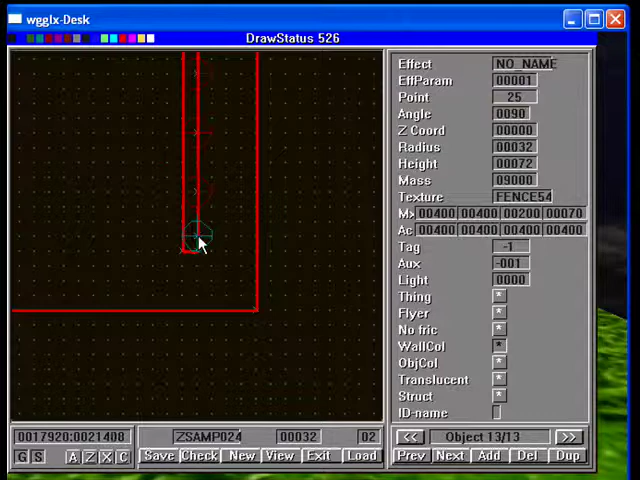 wgglx-Desk
DrawStatus 526
Effect NO_NAME
EffParam 00001
Point 25
Angle 0090
Z Coord 00000
Radius 00032
Height 00072
Mass 09000
Texture FENCE54
Mx 00400 00400 00200 00070
Ac 00400 00400 00400 00400
Tag -1
Aux -001
Light 0000
Thing *
Flyer *
No fric *
WallCol *
ObjCol *
Translucent *
Struct *
ID-name
0017920:0021408 ZSAMP024 00032 02 << Object 13/13 >>
G S A Z X C Save Check New View Exit Load Prev Next Add Del Dup